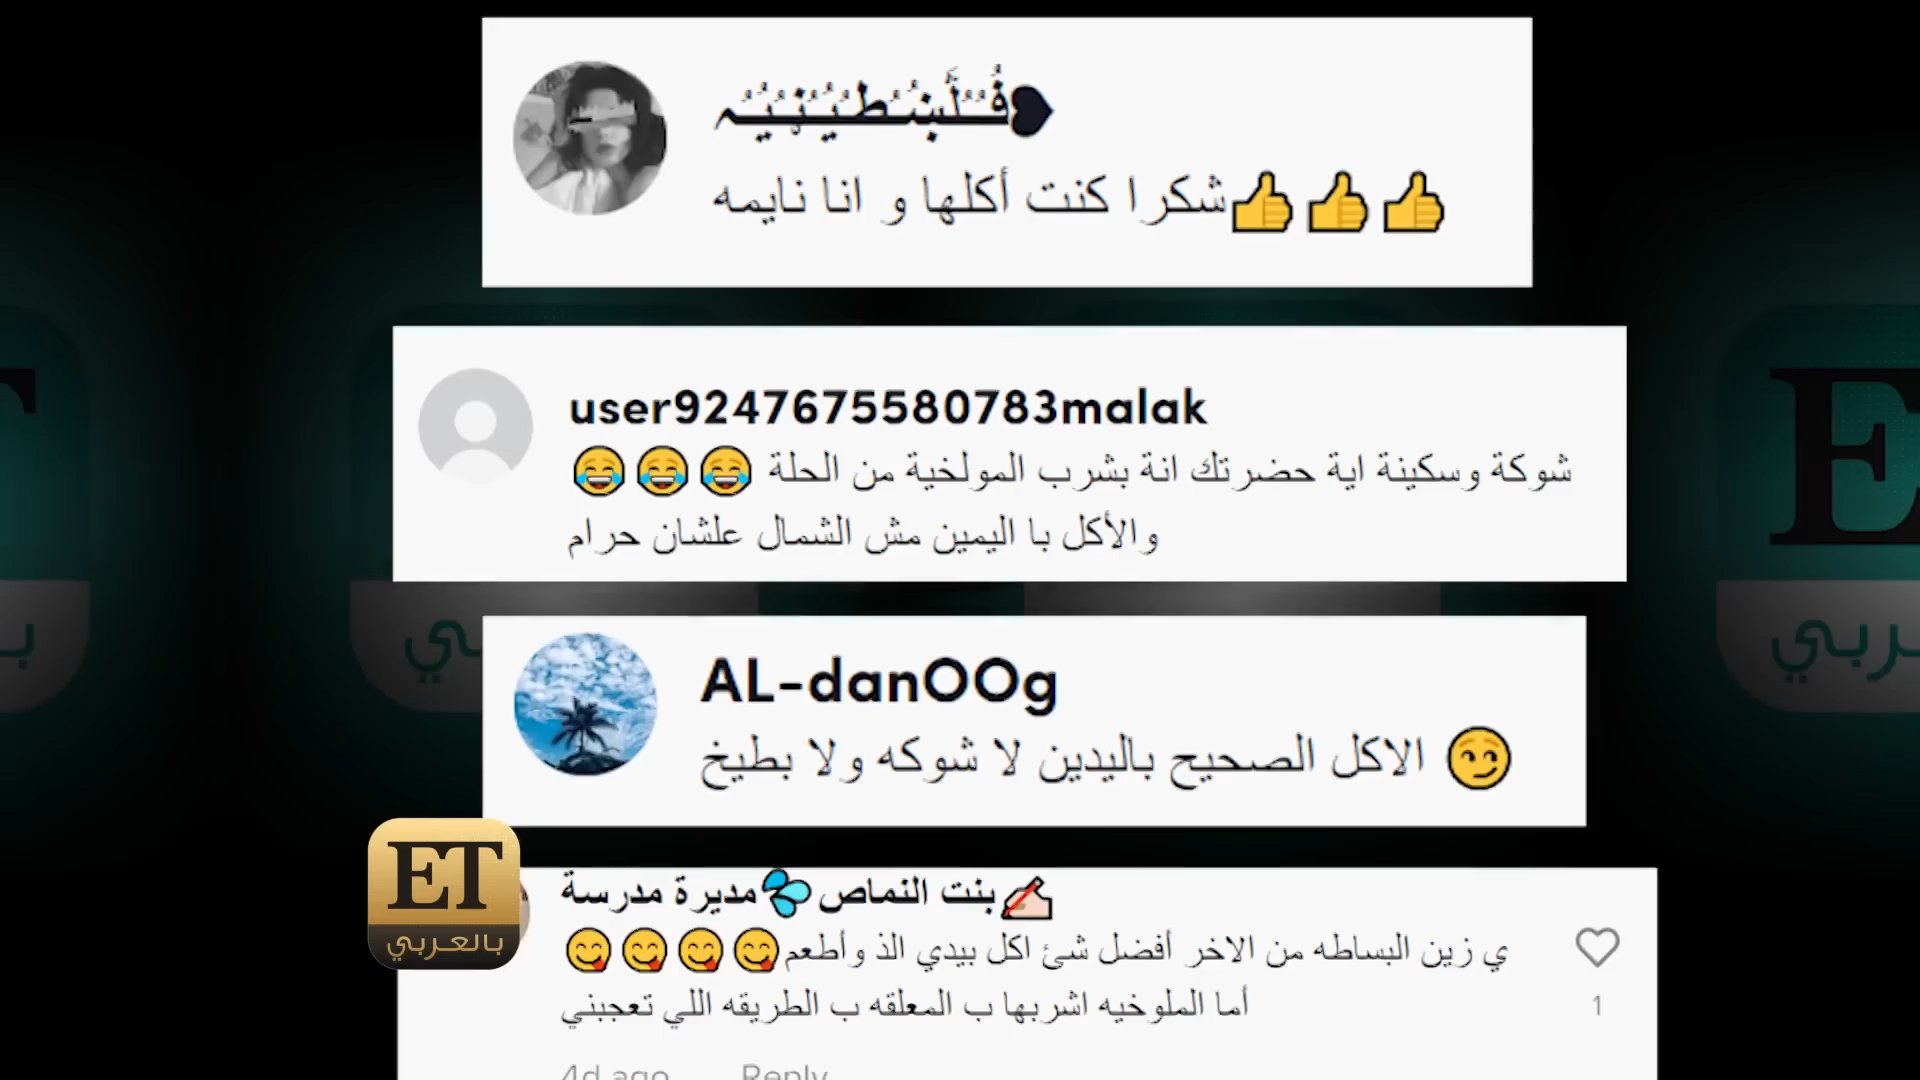 فلسطينيه
شكرا كنت أكلها و انا نايمه👍👍👍
user9247675580783malak
شوكة وسكينة اية حضرتك انة بشرب المولخية من الحلة 😂😂😂
والأكل با اليمين مش الشمال علشان حرام
AL-danOOg
الاكل الصحيح باليدين لا شوكه ولا بطيخ 😏
✍🏻بنت النماص💦مديرة مدرسة
ي زين البساطه من الاخر أفضل شئ اكل بيدي الذ وأطعم😋😋😋😋
أما الملوخيه اشربها ب المعلقه ب الطريقه اللي تعجبني
1
4d ago Reply
ET
بالعربي